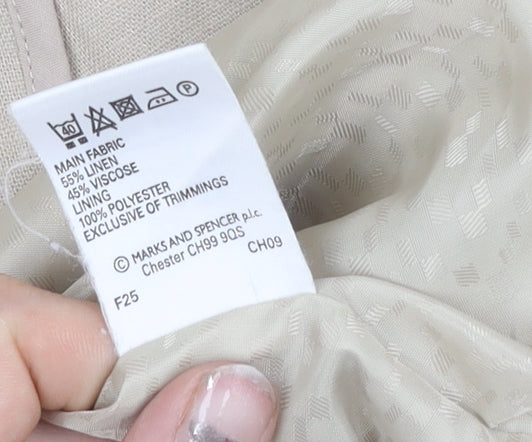 40 P
MAIN FABRIC
55% LINEN
45% VISCOSE
LINING
100% POLYESTER
EXCLUSIVE OF TRIMMINGS
© MARKS AND SPENCER p.l.c.
Chester CH99 9QS
CH09
F25